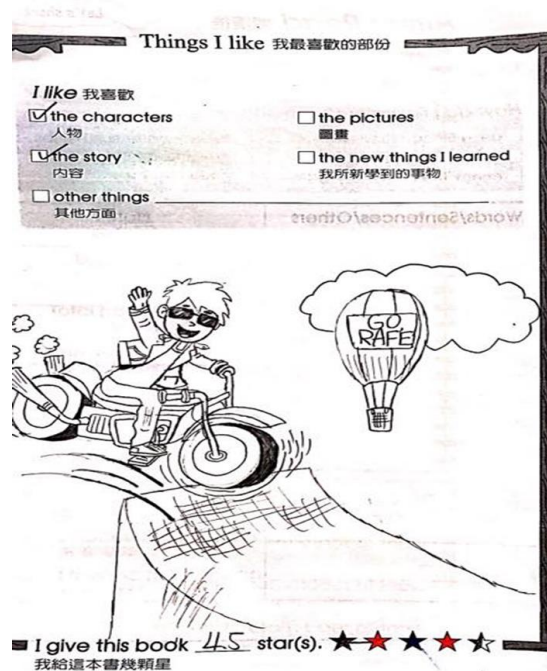 Things I like 我最喜歡的部份
I like 我喜歡
the characters
人物
the story
內容
other things
其他方面
the pictures
圖畫
the new things I learned
我所新學到的事物
GO
RAFE
I give this book 4.5 star(s).
我給這本書幾顆星